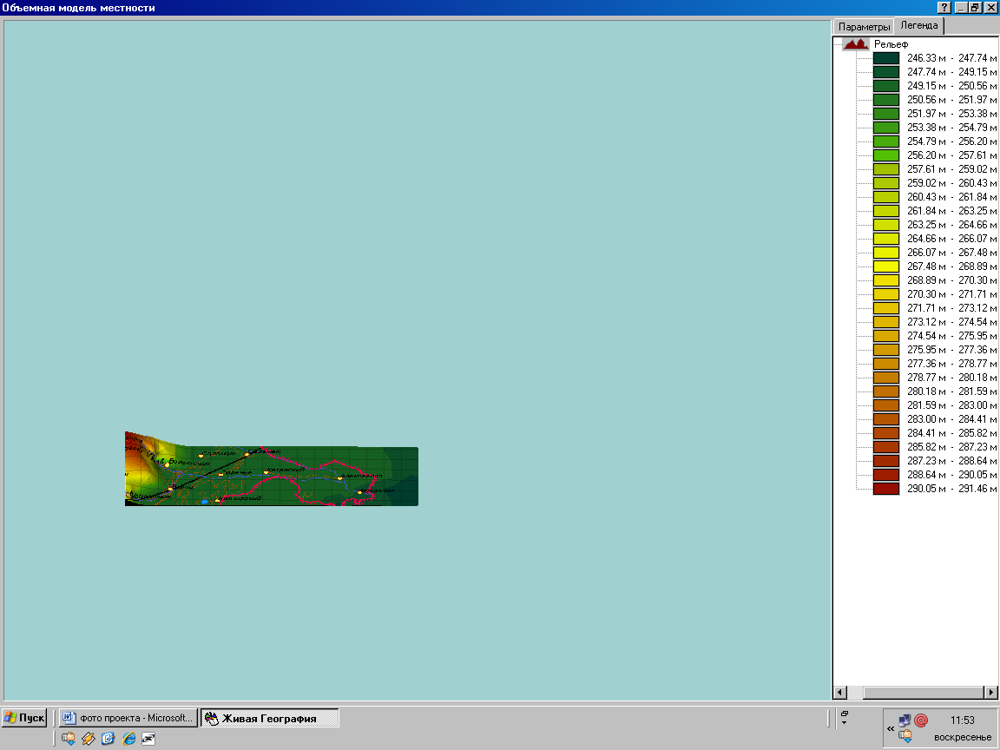 Объемная модель местности
Параметры
Легенда
Рельеф
246.33 м - 247.74 м
247.74 м - 249.15 м
249.15 м - 250.56 м
250.56 м - 251.97 м
251.97 м - 253.38 м
253.38 м - 254.79 м
254.79 м - 256.20 м
256.20 м - 257.61 м
257.61 м - 259.02 м
259.02 м - 260.43 м
260.43 м - 261.84 м
261.84 м - 263.25 м
263.25 м - 264.66 м
264.66 м - 266.07 м
266.07 м - 267.48 м
267.48 м - 268.89 м
268.89 м - 270.30 м
270.30 м - 271.71 м
271.71 м - 273.12 м
273.12 м - 274.54 м
274.54 м - 275.95 м
275.95 м - 277.36 м
277.36 м - 278.77 м
278.77 м - 280.18 м
280.18 м - 281.59 м
281.59 м - 283.00 м
283.00 м - 284.41 м
284.41 м - 285.82 м
285.82 м - 287.23 м
287.23 м - 288.64 м
288.64 м - 290.05 м
290.05 м - 291.46 м
Пуск
фото проекта - Microsoft...
Живая География
11:53
воскресенье